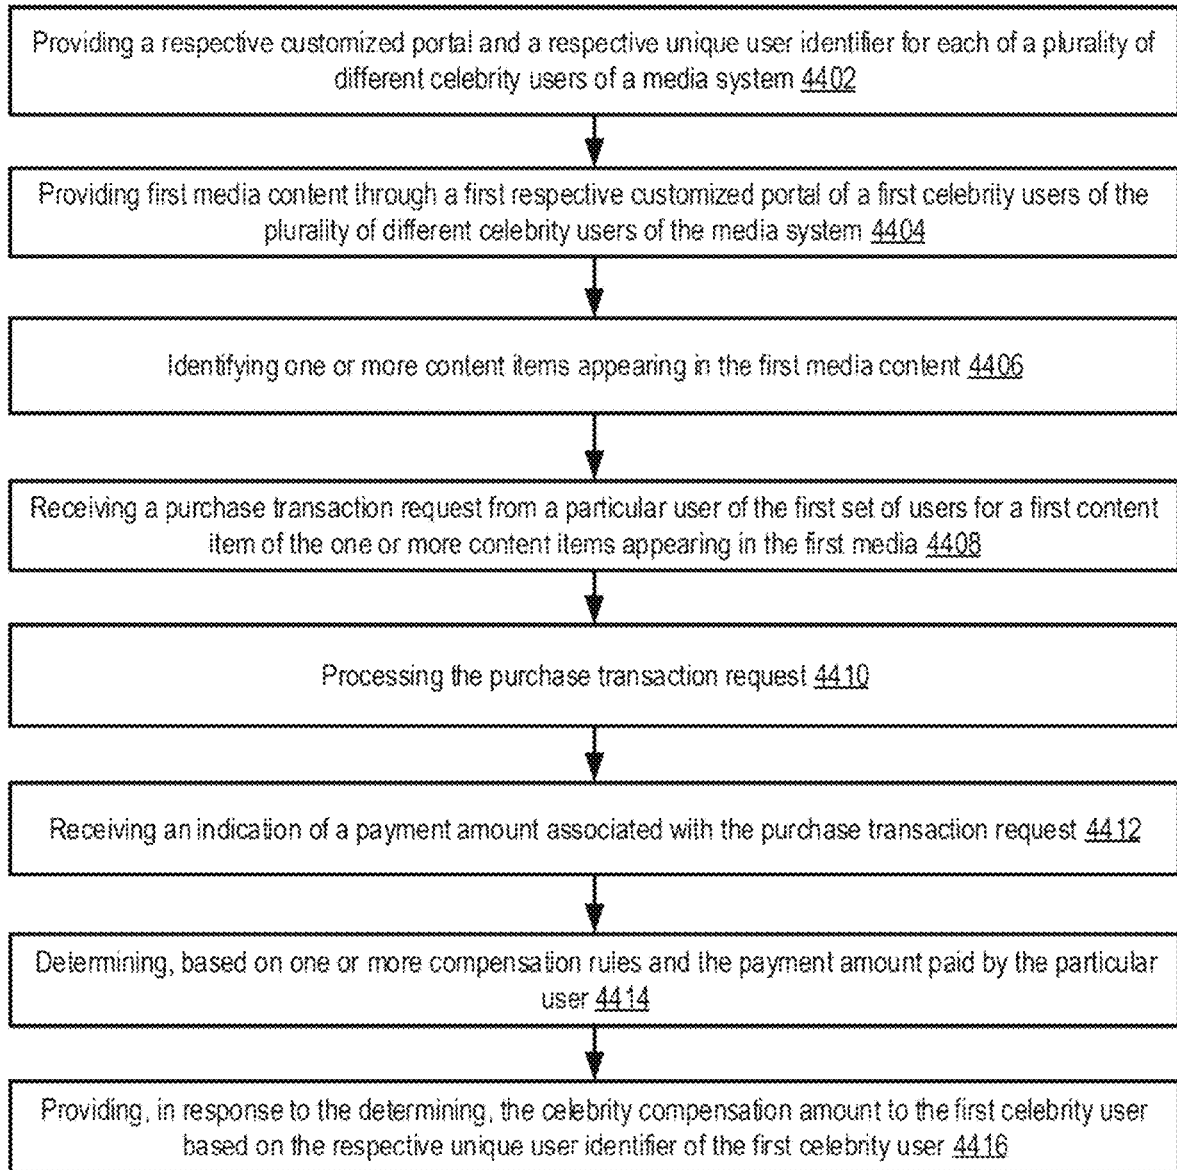 Providing a respective customized portal and a respective unique user identifier for each of a plurality of
different celebrity users of a media system 4402
Providing first media content through a first respective customized portal of a first celebrity users of the
plurality of different celebrity users of the media system 4404
Identifying one or more content items appearing in the first media content 4406
Receiving a purchase transaction request from a particular user of the first set of users for a first content
item of the one or more content items appearing in the first media 4408
Processing the purchase transaction request 4410
Receiving an indication of a payment amount associated with the purchase transaction request 4412
Determining, based on one or more compensation rules and the payment amount paid by the particular
user 4414
Providing, in response to the determining, the celebrity compensation amount to the first celebrity user
based on the respective unique user identifier of the first celebrity user 4416